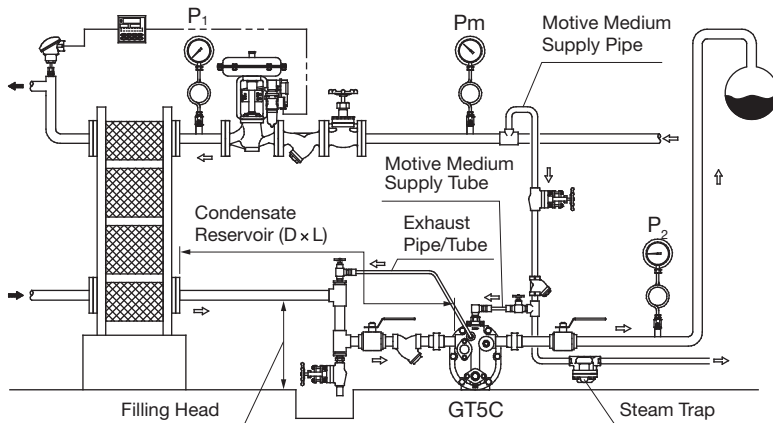 P1
Pm
Motive Medium
Supply Pipe
Motive Medium
Supply Tube
Condensate
Reservoir (D × L)
Exhaust
Pipe/Tube
P2
Filling Head
GT5C
Steam Trap